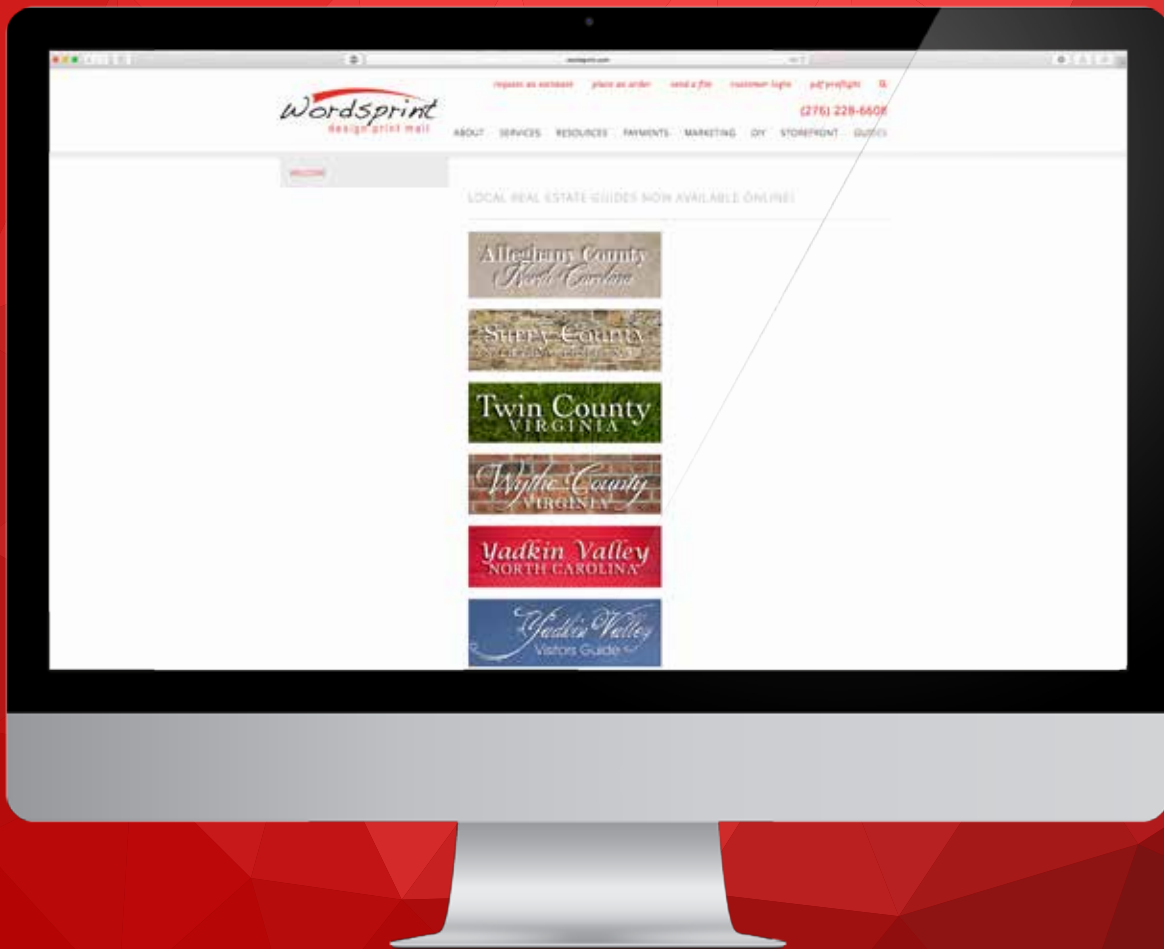 wordsprint.com
request an estimate place an order send a file customer login pdf preflight
Wordsprint
design print mail
(276) 228-6608
ABOUT SERVICES RESOURCES PAYMENTS MARKETING DIY STOREFRONT GUIDES
WELCOME
LOCAL REAL ESTATE GUIDES NOW AVAILABLE ONLINE!
Alleghany County
North Carolina
Surry County
Twin County
VIRGINIA
Wythe County
VIRGINIA
Yadkin Valley
NORTH CAROLINA
Yadkin Valley
Visitors Guide